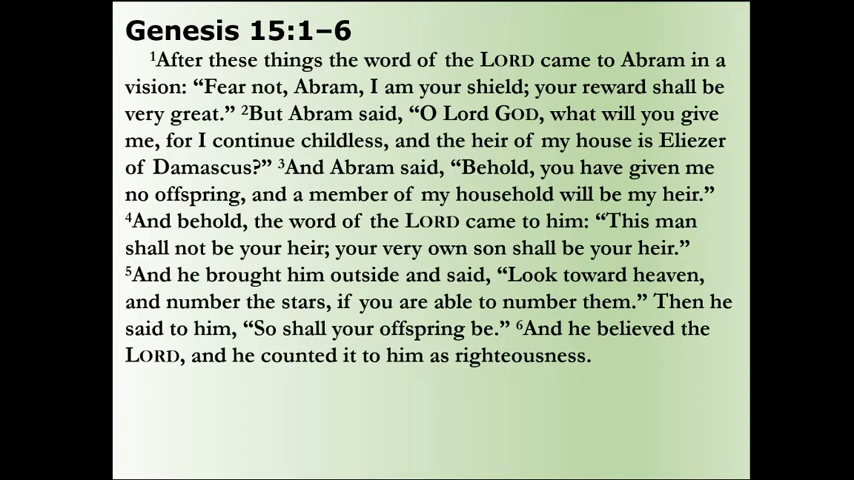 Genesis 15:1–6
¹After these things the word of the LORD came to Abram in a
vision: “Fear not, Abram, I am your shield; your reward shall be
very great.” ²But Abram said, “O Lord GOD, what will you give
me, for I continue childless, and the heir of my house is Eliezer
of Damascus?” ³And Abram said, “Behold, you have given me
no offspring, and a member of my household will be my heir.”
⁴And behold, the word of the LORD came to him: “This man
shall not be your heir; your very own son shall be your heir.”
⁵And he brought him outside and said, “Look toward heaven,
and number the stars, if you are able to number them.” Then he
said to him, “So shall your offspring be.” ⁶And he believed the
LORD, and he counted it to him as righteousness.